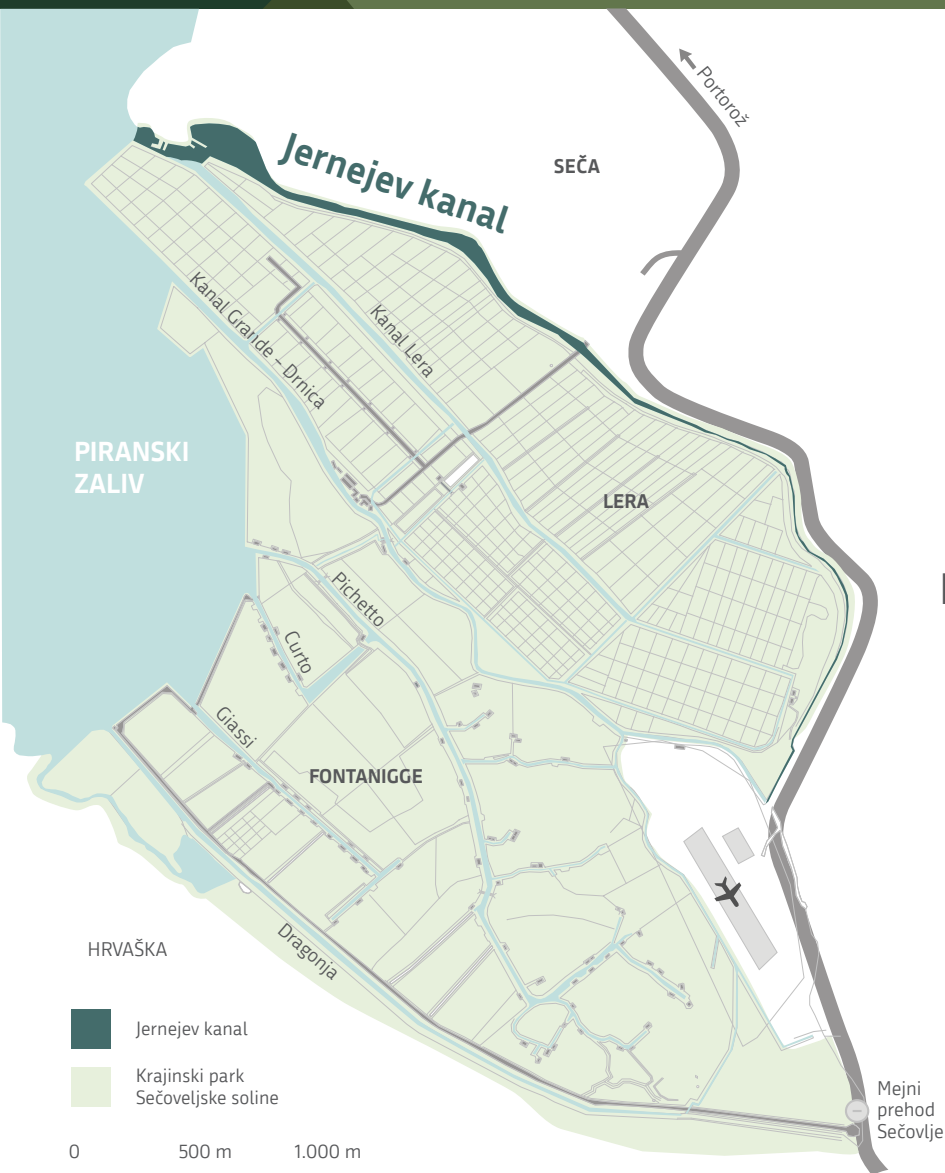 Portorož
SEČA
Jernejev kanal
Kanal Grande – Drnica
Kanal Lera
PIRANSKI
ZALIV
LERA
Pichetto
Curto
Giassi
FONTANIGGE
Dragonja
HRVAŠKA
Jernejev kanal
Krajinski park
Sečoveljske soline
0 500 m 1.000 m
Mejni
prehod
Sečovlje